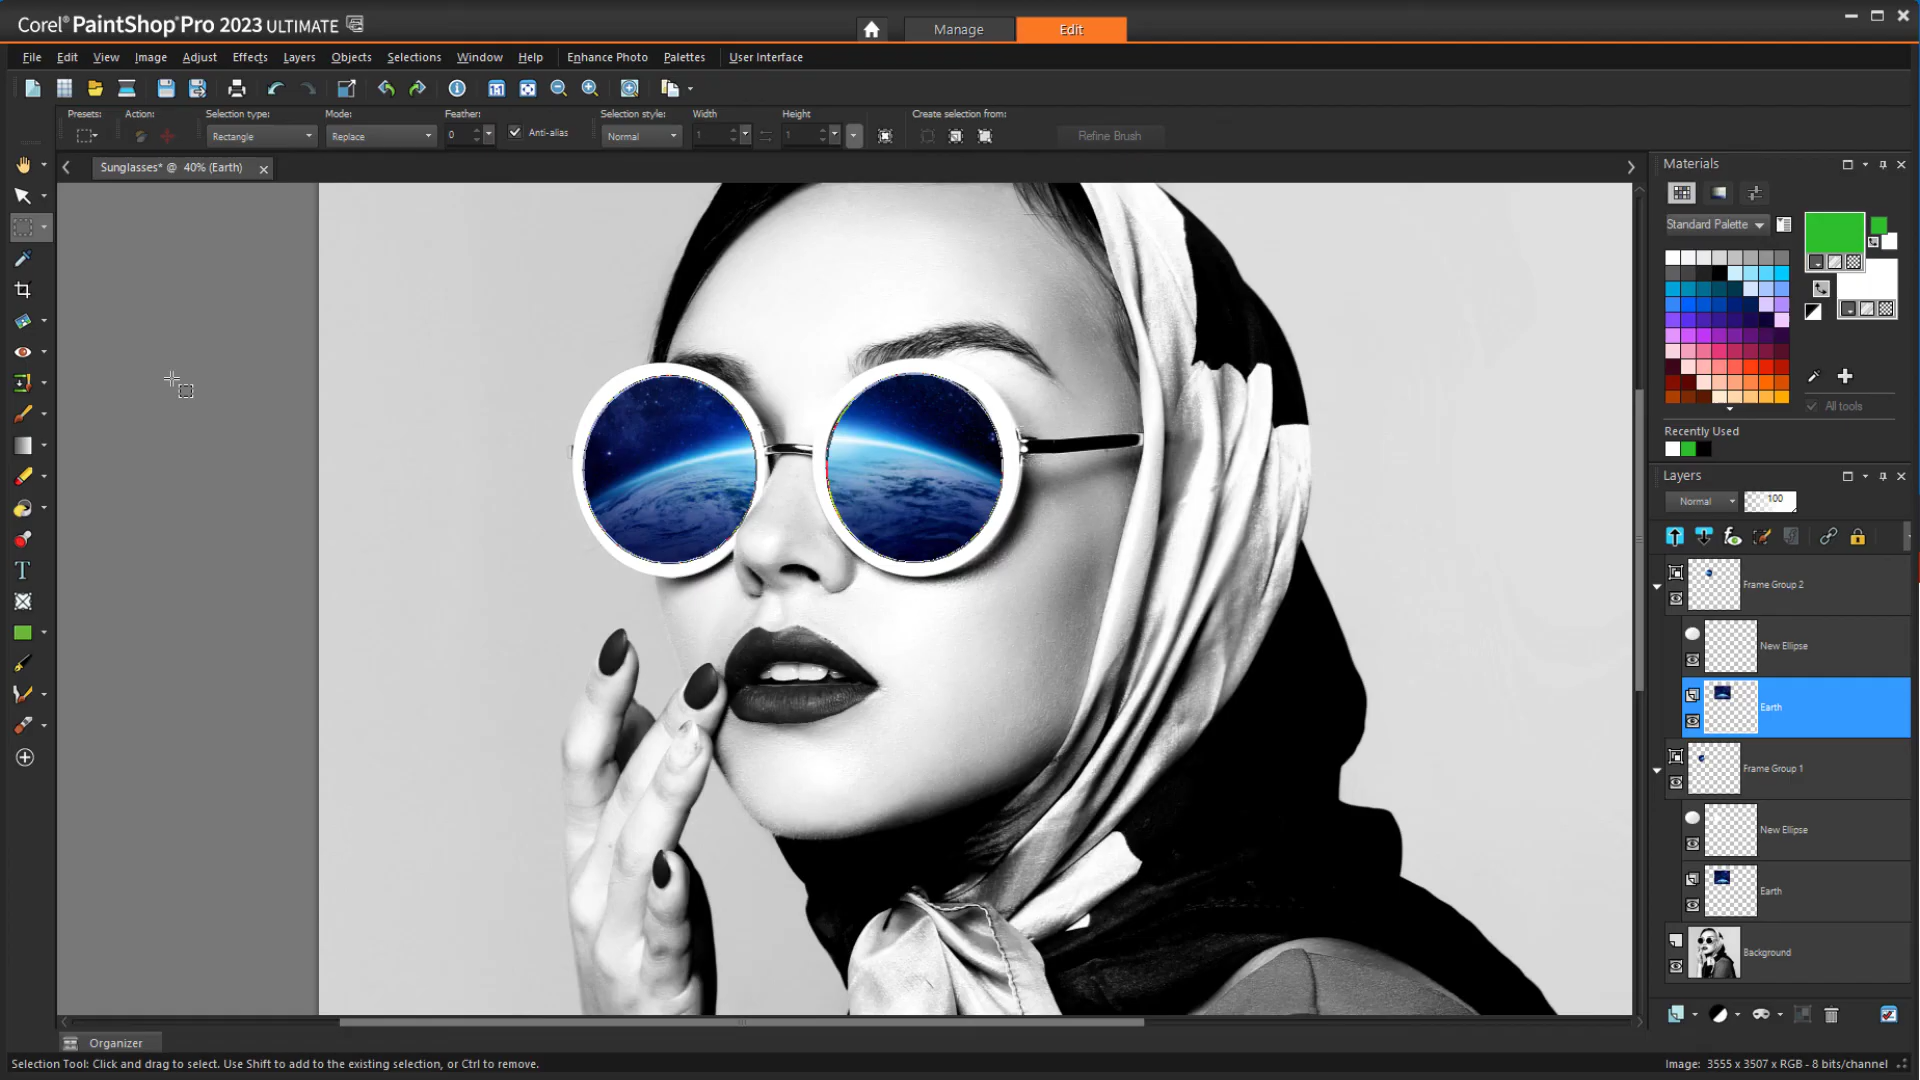 Corel® PaintShop® Pro 2023 ULTIMATE
Manage
Edit
File Edit View Image Adjust Effects Layers Objects Selections Window Help Enhance Photo Palettes User Interface
Presets: Action: Selection type: Mode: Feather: Selection style: Width Height Create selection from:
Rectangle Replace 0 Anti-alias Normal 1 1 Refine Brush
Sunglasses* @ 40% (Earth)
Materials
Standard Palette
All tools
Recently Used
Layers
Normal 100
Frame Group 2
New Ellipse
Earth
Frame Group 1
New Ellipse
Earth
Background
Organizer
Selection Tool: Click and drag to select. Use Shift to add to the existing selection, or Ctrl to remove.
Image: 3555 x 3507 x RGB - 8 bits/channel